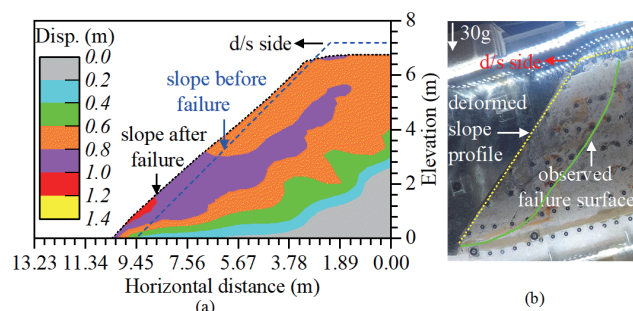 Disp. (m)
0.0
0.2
0.4
0.6
0.8
1.0
1.2
1.4
d/s side
slope before
failure
slope after
failure
8
6
4
2
0
Elevation (m)
13.23 11.34 9.45 7.56 5.67 3.78 1.89 0.00
Horizontal distance (m)
(a)
30g
d/s side
deformed
slope
profile
observed
failure surface
(b)